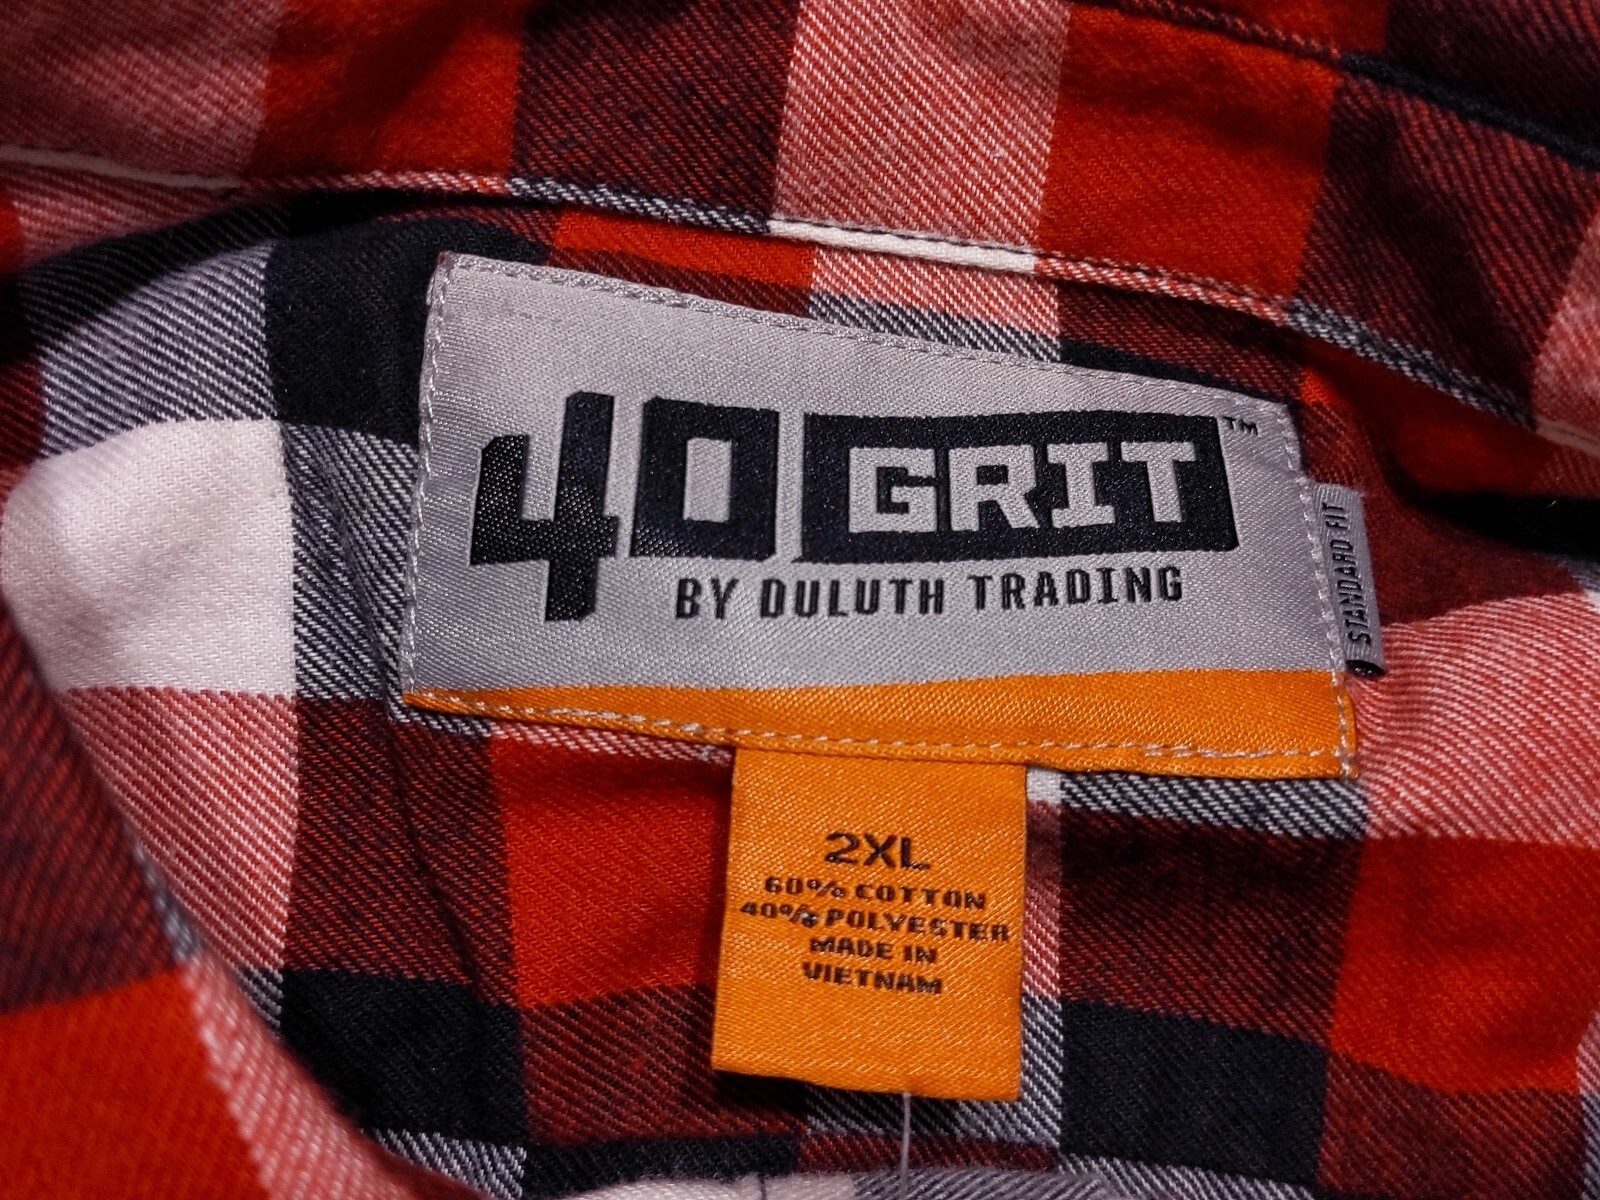 40 GRIT™
BY DULUTH TRADING
STANDARD FIT
2XL
60% COTTON
40% POLYESTER
MADE IN
VIETNAM